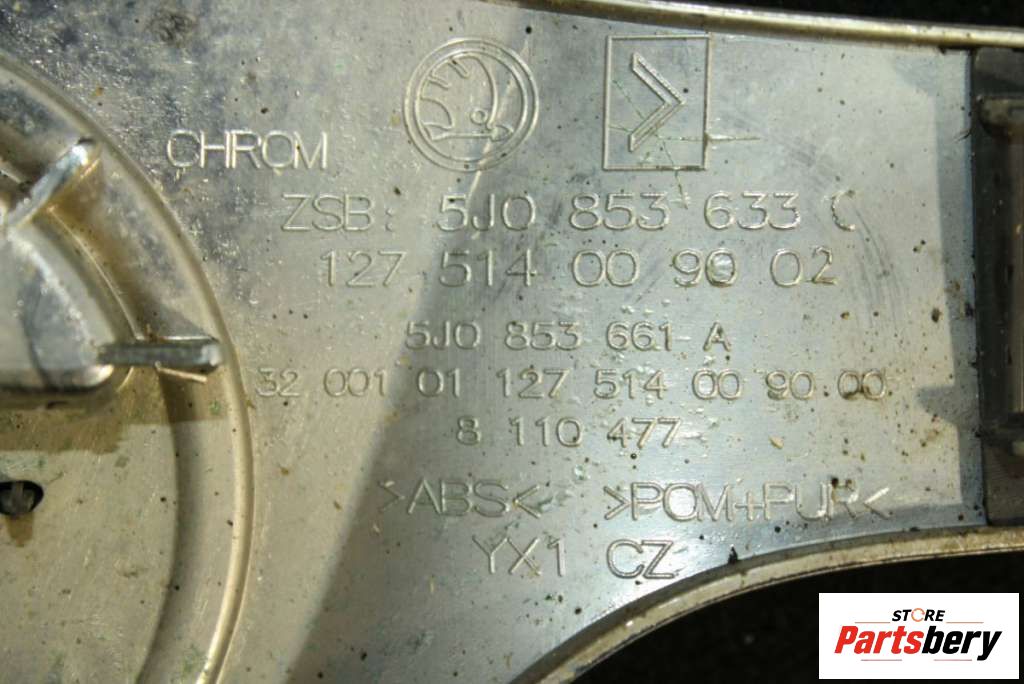 CHROM
ZSB: 5J0 853 633 C
127 514 00 90 02
5J0 853 661 A
32 001 01 127 514 00 90 00
8 110 477
>ABS< >POM+PUR<
YX1 CZ
STORE
Partsbery